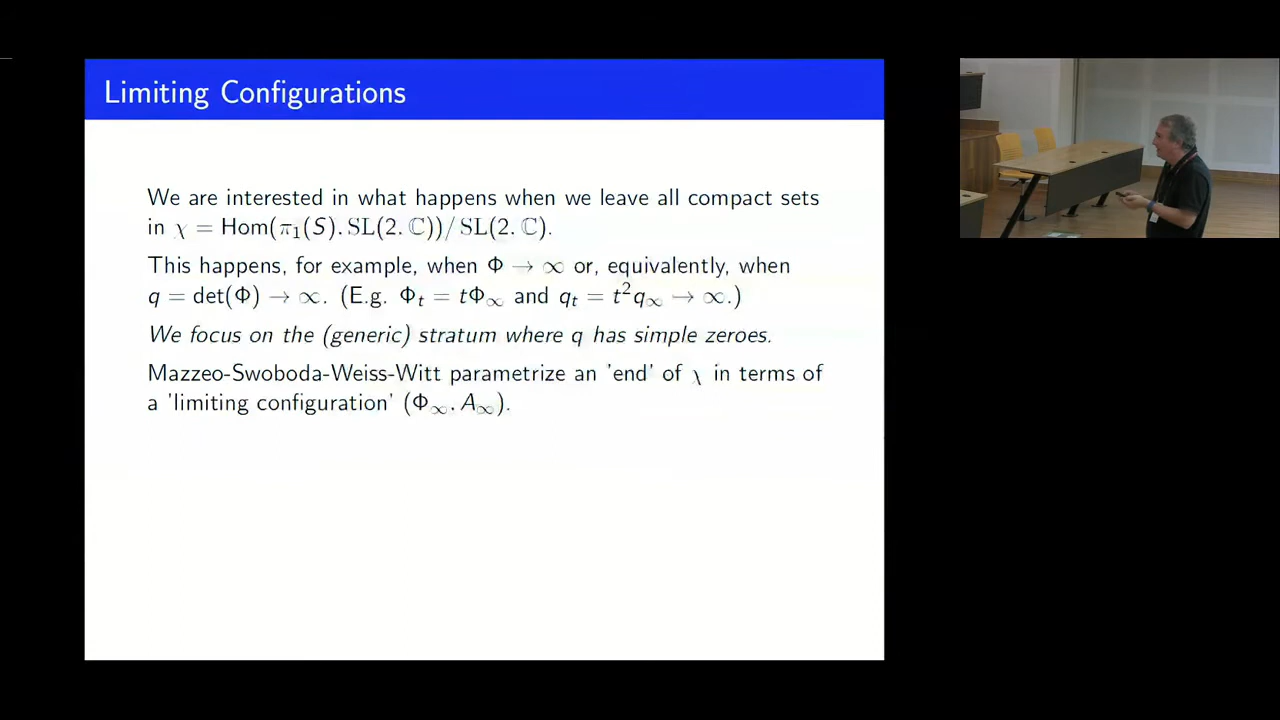 Limiting Configurations
We are interested in what happens when we leave all compact sets
in χ = Hom(π₁(S), SL(2, ℂ))/ SL(2, ℂ).
This happens, for example, when Φ → ∞ or, equivalently, when
q = det(Φ) → ∞. (E.g. Φₜ = tΦ∞ and qₜ = t²q∞ → ∞.)
We focus on the (generic) stratum where q has simple zeroes.
Mazzeo-Swoboda-Weiss-Witt parametrize an 'end' of χ in terms of
a 'limiting configuration' (Φ∞, A∞).